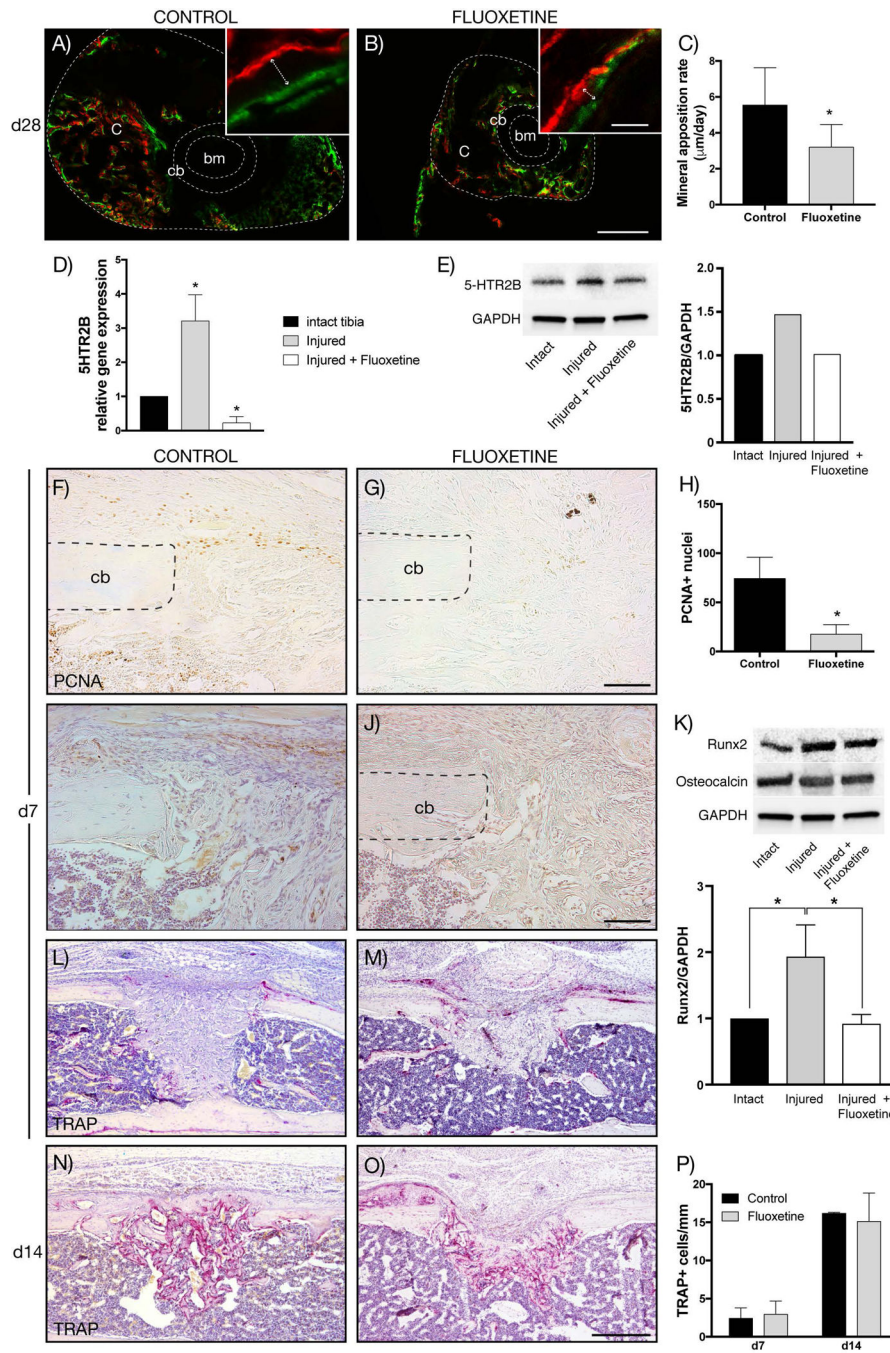 CONTROL
FLUOXETINE
A)
B)
C)
d28
C
cb
bm
C
cb
bm
Mineral apposition rate
(μm/day)
8
6
4
2
0
*
Control
Fluoxetine
D)
5HTR2B
relative gene expression
5
4
3
2
1
0
*
*
intact tibia
Injured
Injured + Fluoxetine
E)
5-HTR2B
GAPDH
Intact
Injured
Injured + Fluoxetine
5HTR2B/GAPDH
2.0
1.5
1.0
0.5
0
Intact
Injured
Injured +
Fluoxetine
CONTROL
FLUOXETINE
F)
cb
PCNA
G)
cb
H)
PCNA+ nuclei
100
75
50
25
0
*
Control
Fluoxetine
d7
J)
cb
K)
Runx2
Osteocalcin
GAPDH
Intact
Injured
Injured +
Fluoxetine
Runx2/GAPDH
3
2
1
0
*
*
Intact
Injured
Injured +
Fluoxetine
L)
TRAP
M)
d14
N)
TRAP
O)
P)
TRAP+ cells/mm
20
15
10
5
0
Control
Fluoxetine
d7
d14